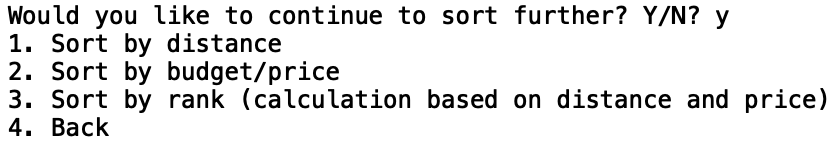 Would you like to continue to sort further? Y/N? y
1. Sort by distance
2. Sort by budget/price
3. Sort by rank (calculation based on distance and price)
4. Back